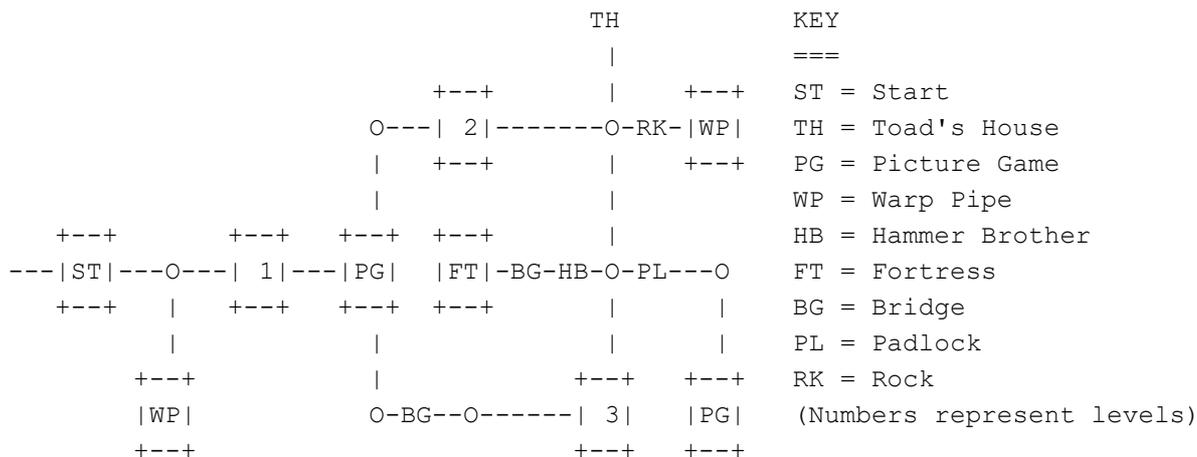 TH            KEY
                                      |            ===
                          +--+        |     +--+   ST = Start
                      O---| 2|-------O-RK-|WP|   TH = Toad's House
                      |   +--+        |     +--+   PG = Picture Game
                      |               |            WP = Warp Pipe
   +--+       +--+  +--+  +--+        |            HB = Hammer Brother
---|ST|---O---| 1|---|PG|  |FT|-BG-HB-O-PL---O     FT = Fortress
   +--+   |   +--+  +--+  +--+        |      |     BG = Bridge
          |           |               |      |     PL = Padlock
        +--+          |             +--+   +--+    RK = Rock
        |WP|          O-BG--O------| 3|   |PG|    (Numbers represent levels)
        +--+                        +--+   +--+